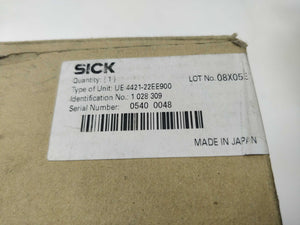 SICK
Quantity: (1)
LOT No. 08X05E
Type of Unit: UE 4421-22EE900
Identification No.: 1 028 309
Serial Number: 0540 0048
MADE IN JAPAN